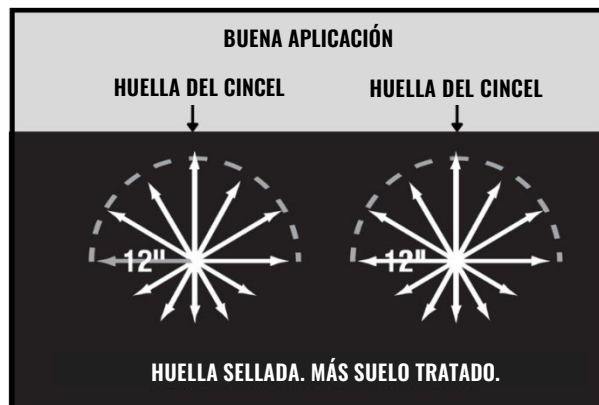 BUENA APLICACIÓN
HUELLA DEL CINCEL
HUELLA DEL CINCEL
12"
12"
HUELLA SELLADA. MÁS SUELO TRATADO.